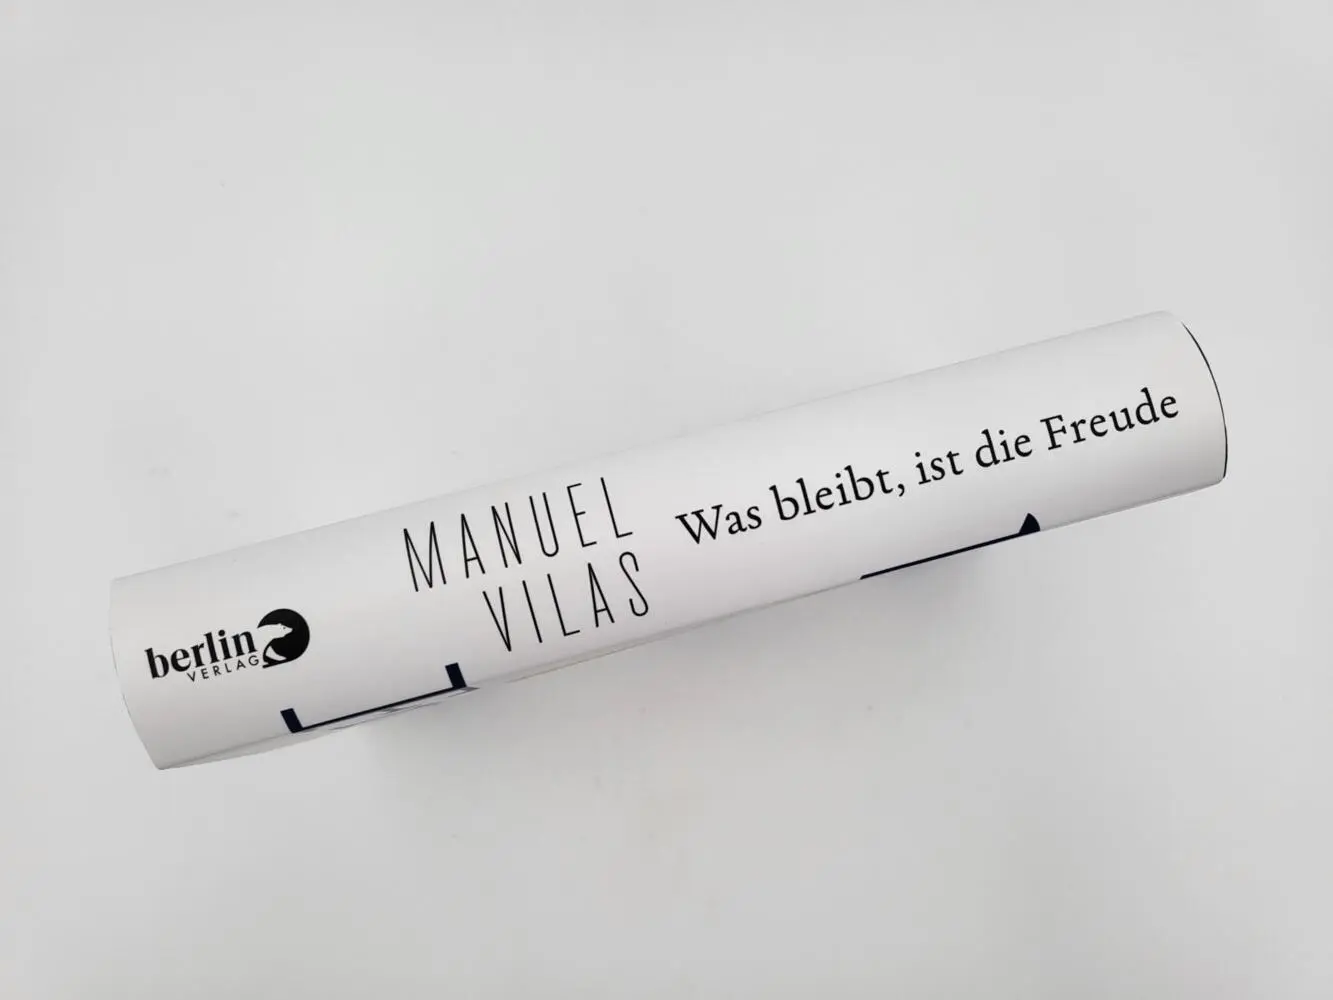 berlin
VERLAG
MANUEL
VILAS
Was bleibt, ist die Freude